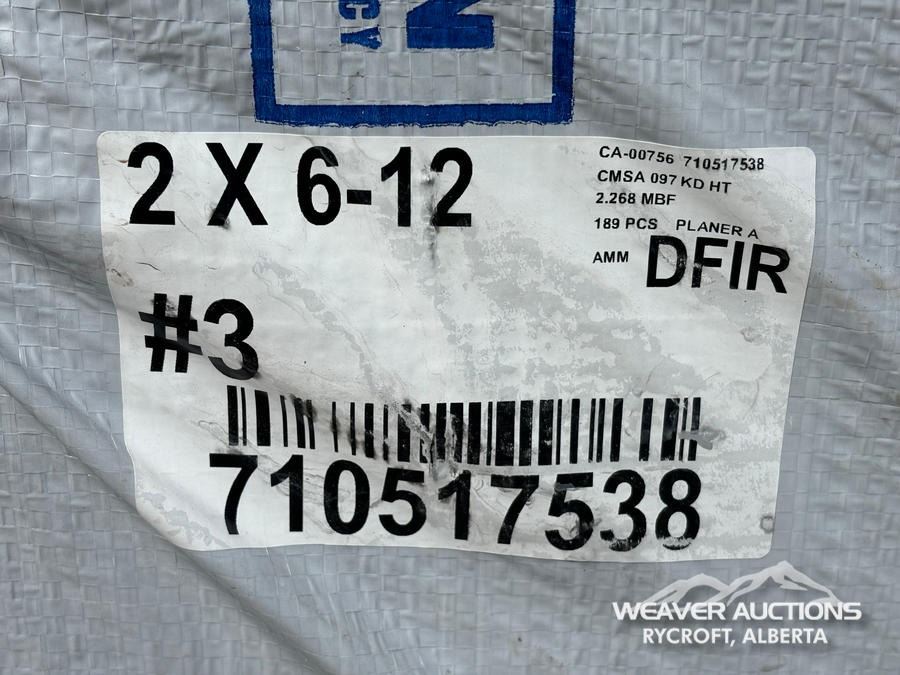 CY
N
2 X 6-12
CA-00756 710517538
CMSA 097 KD HT
2.268 MBF
189 PCS PLANER A
AMM DFIR
#3
710517538
WEAVER AUCTIONS
RYCROFT, ALBERTA